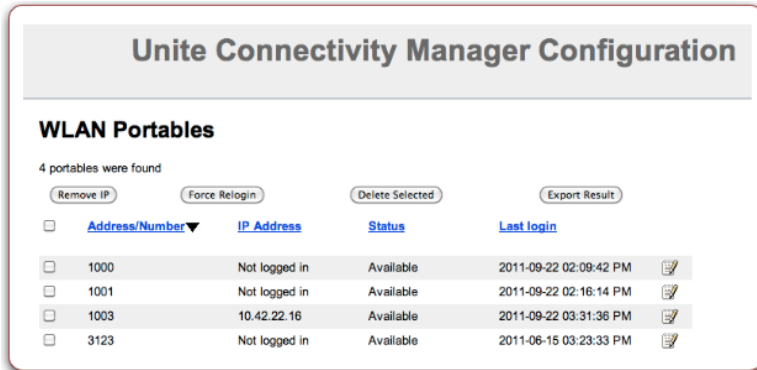 Unite Connectivity Manager Configuration
WLAN Portables
4 portables were found
Remove IP Force Relogin Delete Selected Export Result
Address/Number IP Address Status Last login
1000 Not logged in Available 2011-09-22 02:09:42 PM
1001 Not logged in Available 2011-09-22 02:16:14 PM
1003 10.42.22.16 Available 2011-09-22 03:31:36 PM
3123 Not logged in Available 2011-06-15 03:23:33 PM